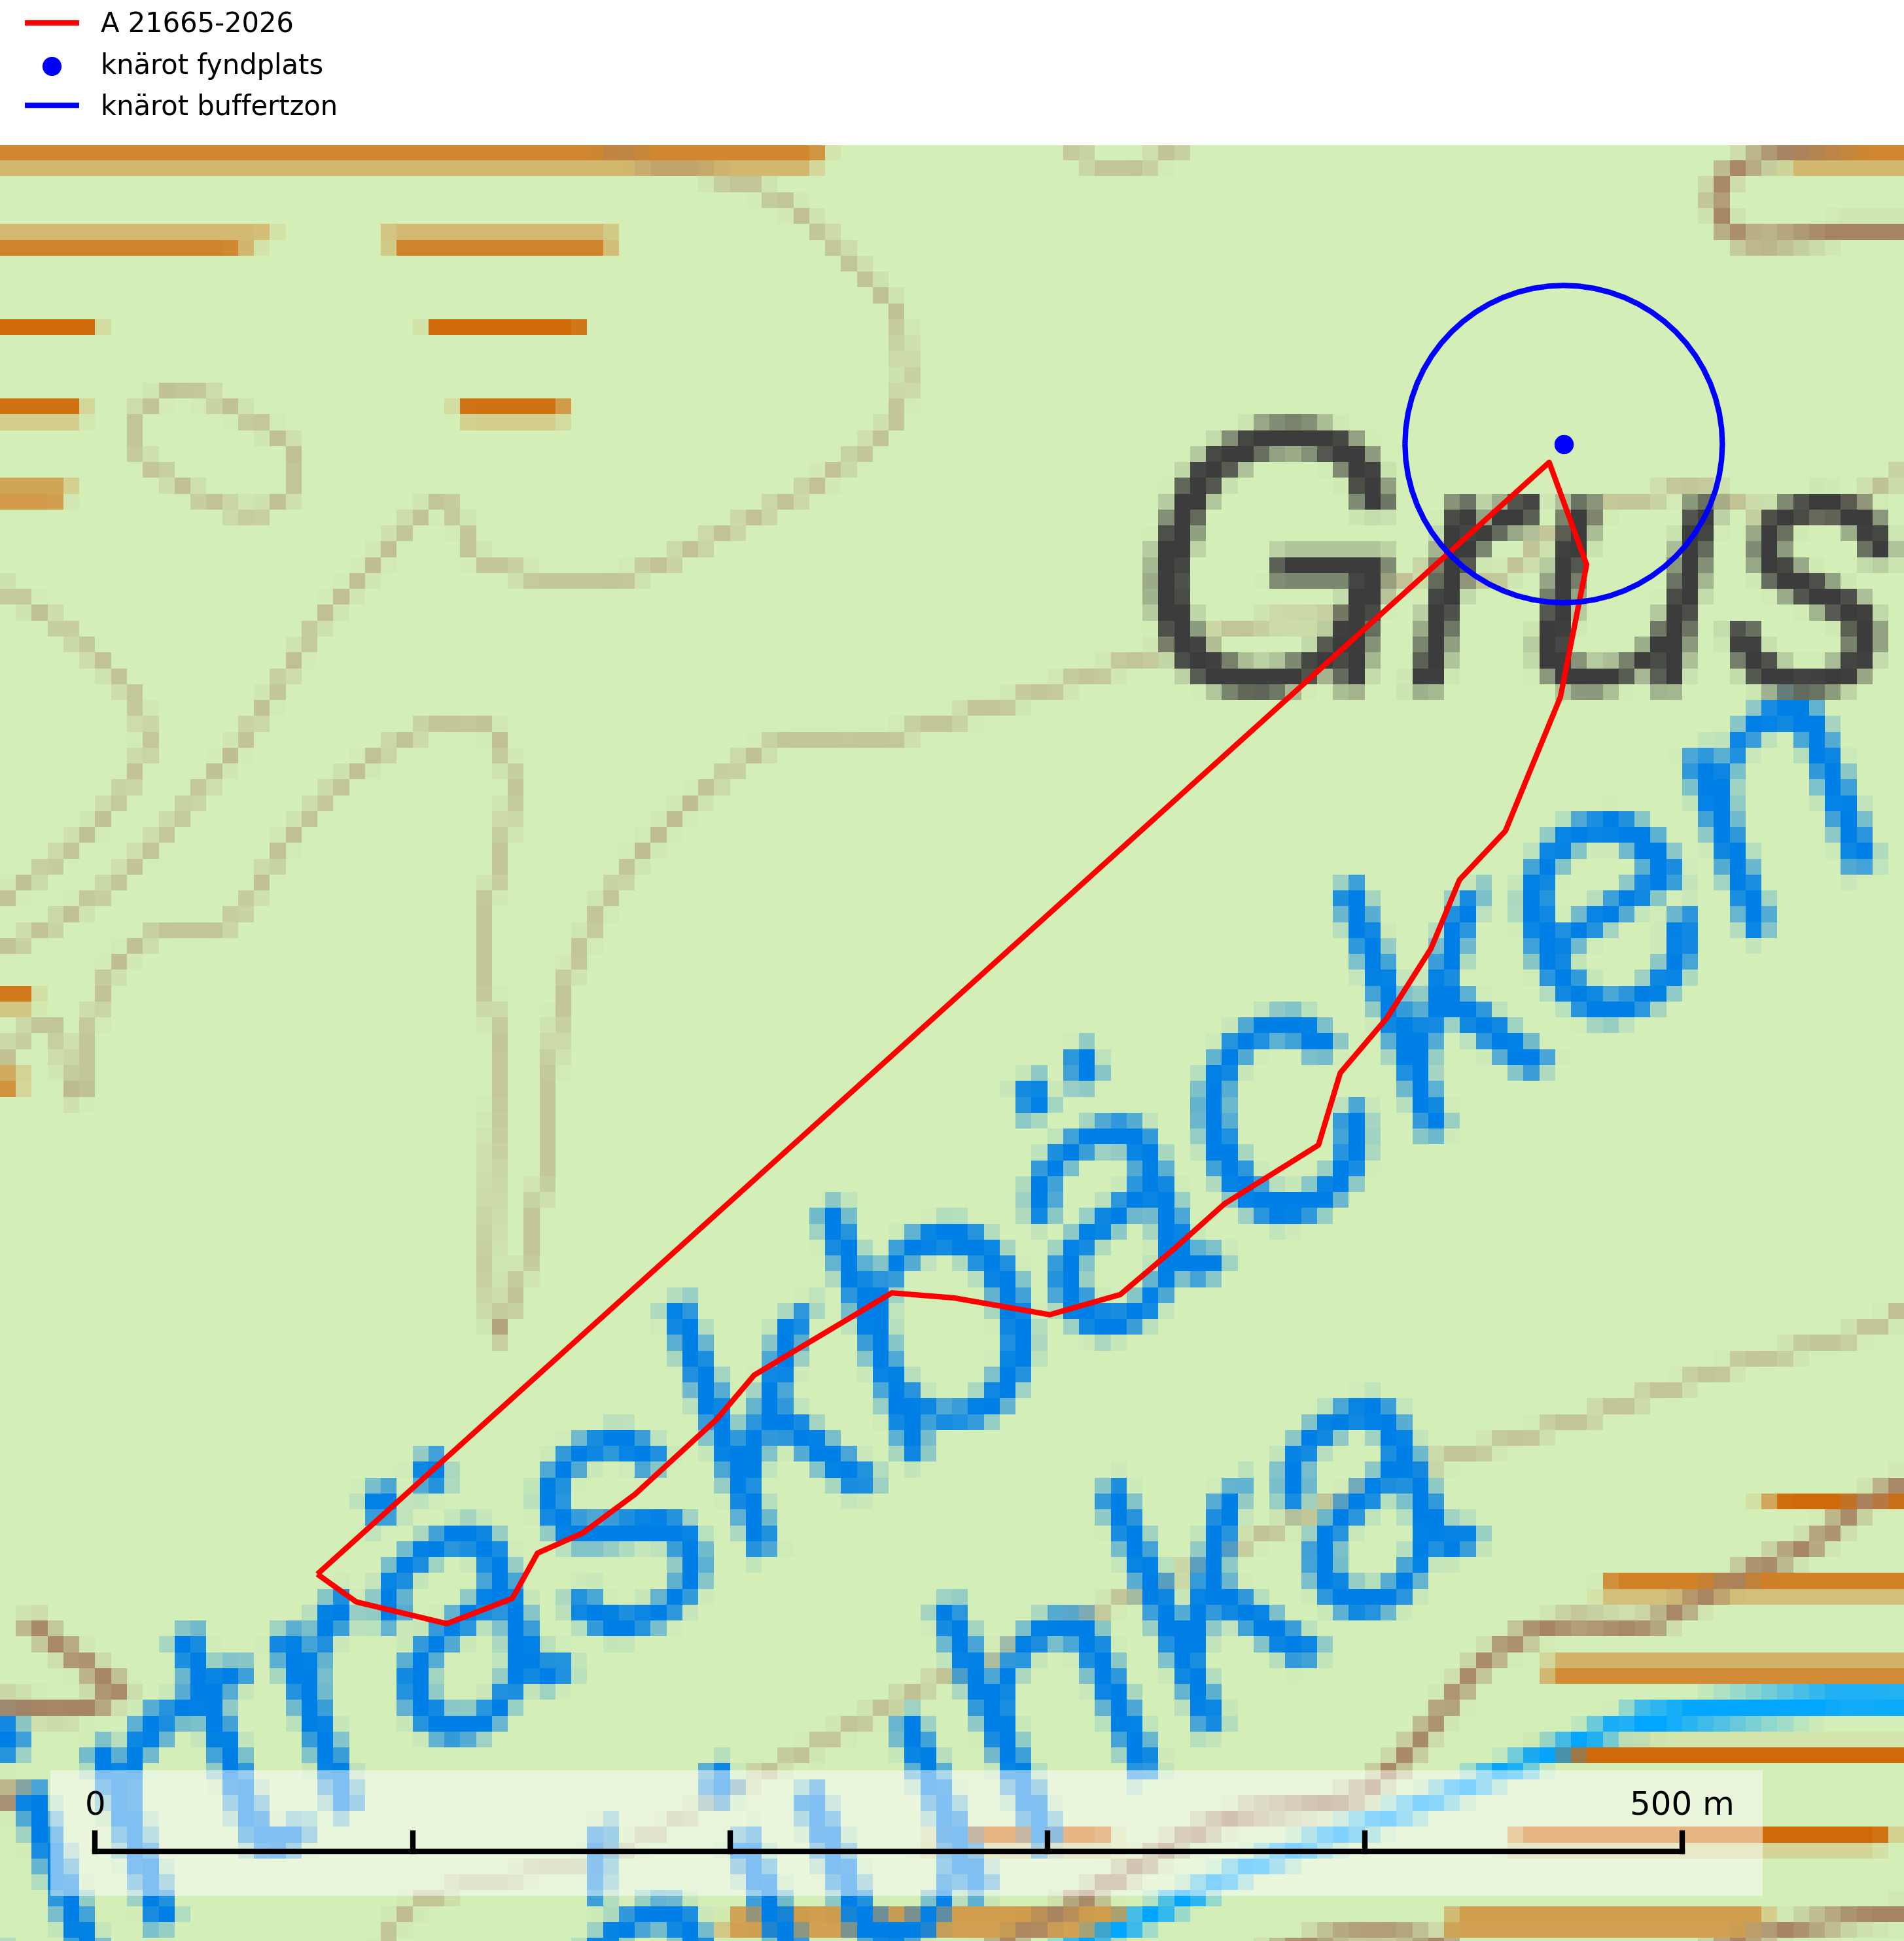 A 21665-2026
knärot fyndplats
knärot buffertzon
Grus
träskbäcken
0 500 m